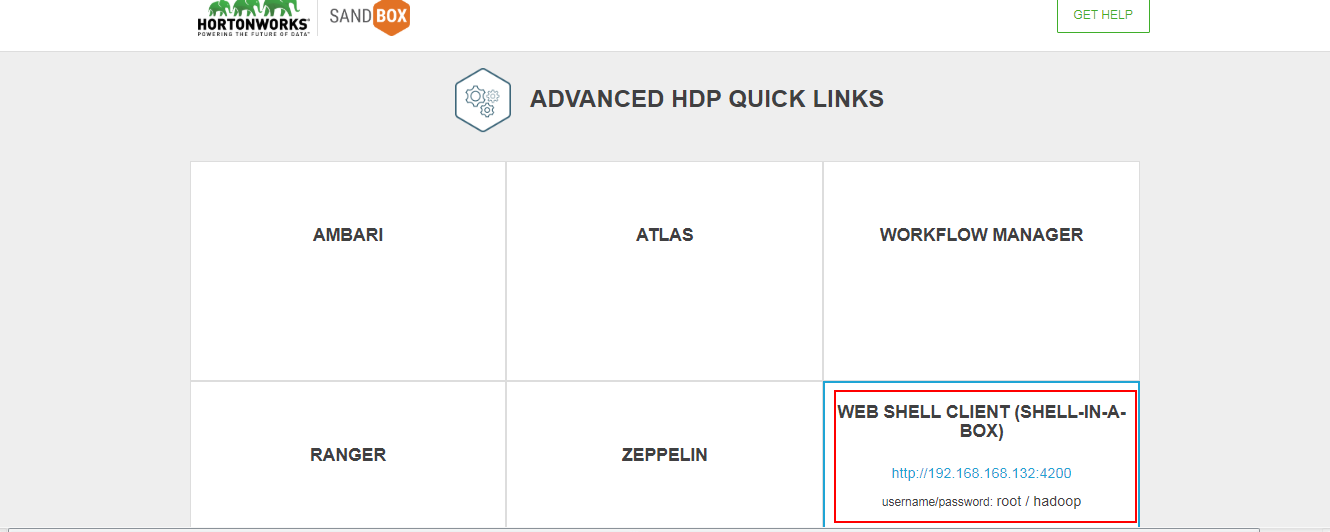 HORTONWORKS®
POWERING THE FUTURE OF DATA®
SANDBOX
GET HELP
ADVANCED HDP QUICK LINKS
AMBARI
ATLAS
WORKFLOW MANAGER
RANGER
ZEPPELIN
WEB SHELL CLIENT (SHELL-IN-A-
BOX)
http://192.168.168.132:4200
username/password: root / hadoop